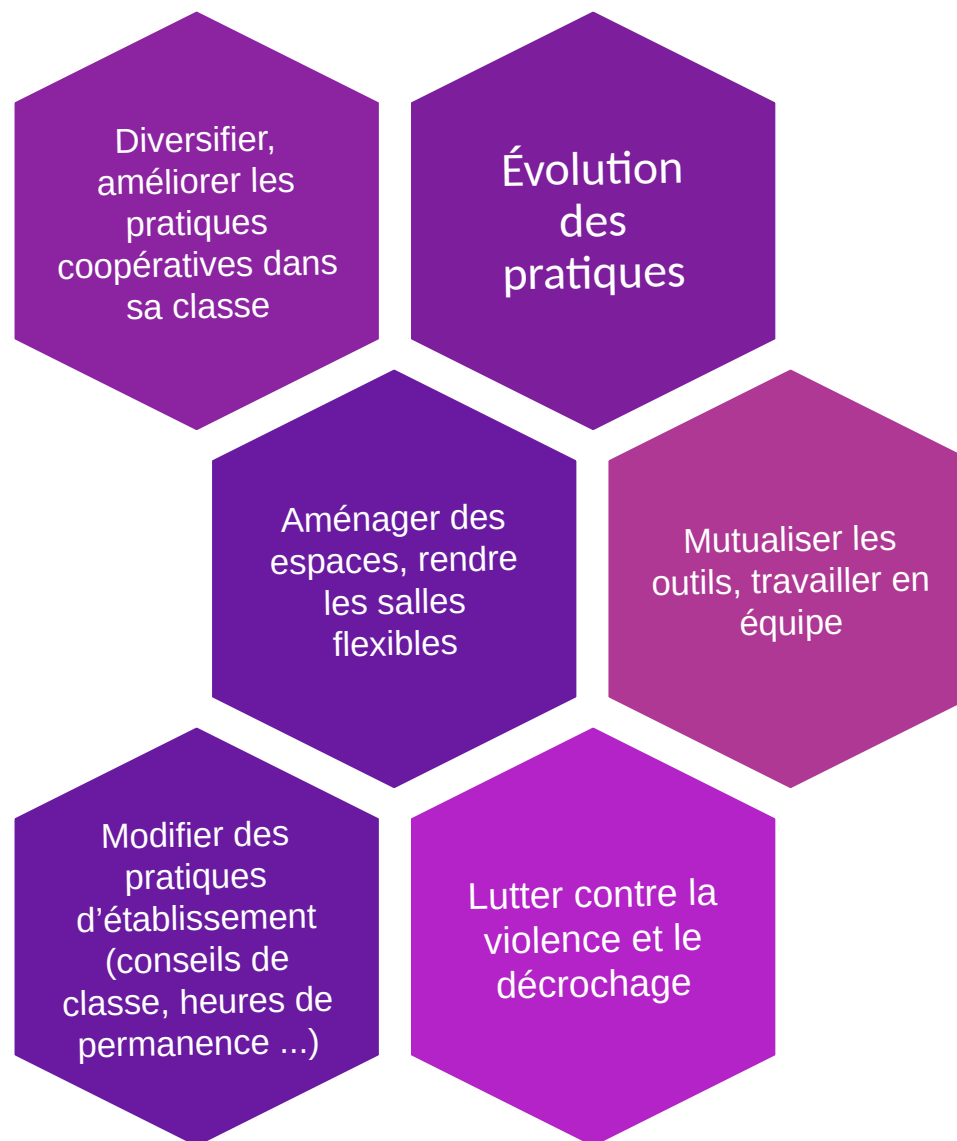 Diversifier,
améliorer les
pratiques
coopératives dans
sa classe
Évolution
des
pratiques
Aménager des
espaces, rendre
les salles
flexibles
Mutualiser les
outils, travailler en
équipe
Modifier des
pratiques
d’établissement
(conseils de
classe, heures de
permanence ...)
Lutter contre la
violence et le
décrochage